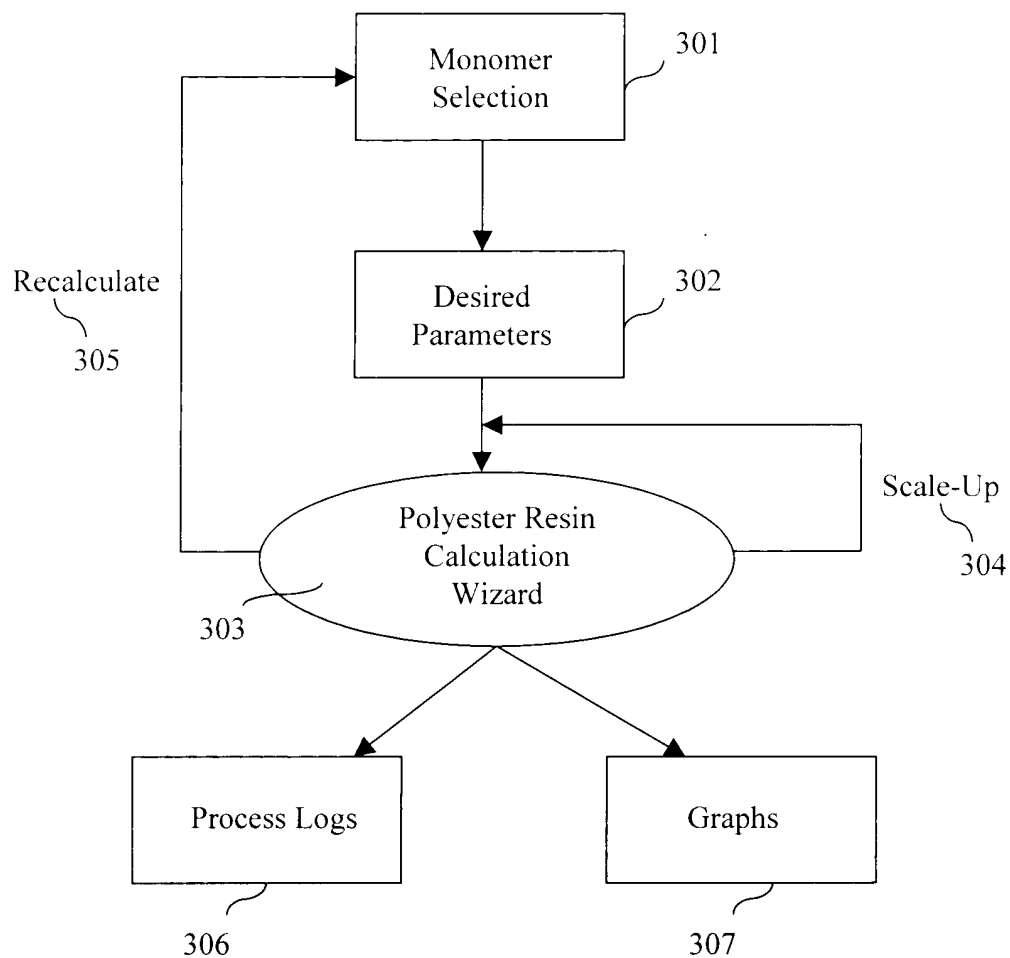 Monomer
Selection
301
Desired
Parameters
302
Recalculate
305
Scale-Up
304
Polyester Resin
Calculation
Wizard
303
Process Logs
306
Graphs
307